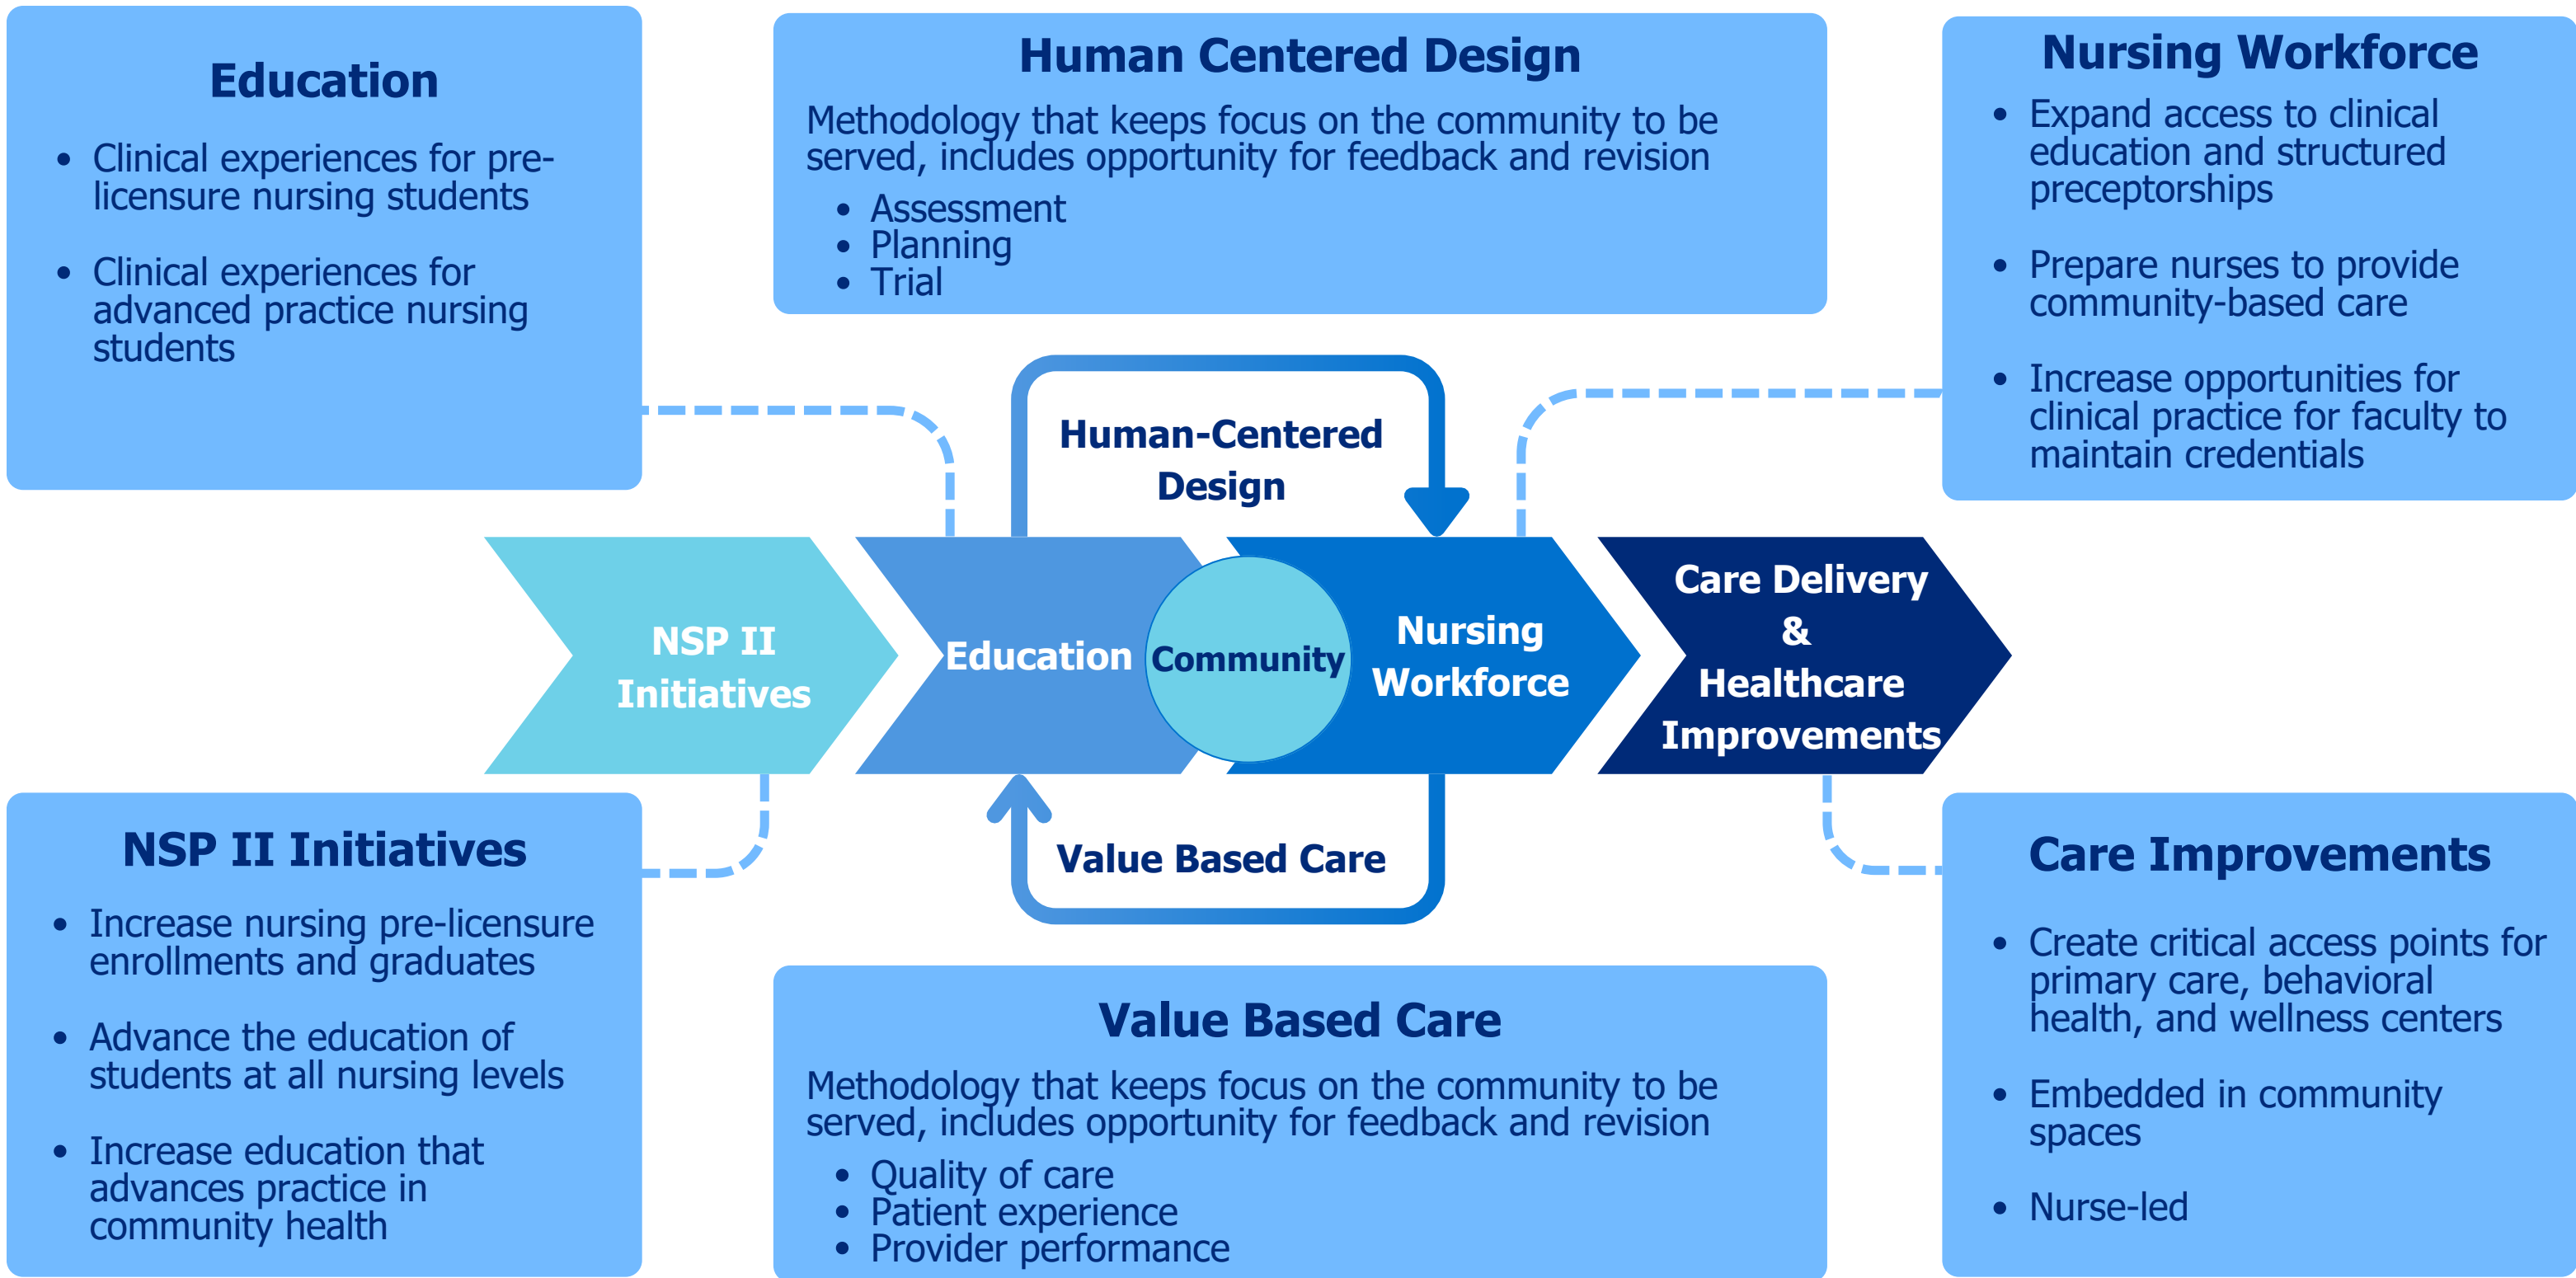 Education
• Clinical experiences for pre-
licensure nursing students
• Clinical experiences for
advanced practice nursing
students
Human Centered Design
Methodology that keeps focus on the community to be
served, includes opportunity for feedback and revision
• Assessment
• Planning
• Trial
Nursing Workforce
• Expand access to clinical
education and structured
preceptorships
• Prepare nurses to provide
community-based care
• Increase opportunities for
clinical practice for faculty to
maintain credentials
Human-Centered
Design
NSP II
Initiatives
Education
Community
Nursing
Workforce
Care Delivery
&
Healthcare
Improvements
Value Based Care
NSP II Initiatives
• Increase nursing pre-licensure
enrollments and graduates
• Advance the education of
students at all nursing levels
• Increase education that
advances practice in
community health
Value Based Care
Methodology that keeps focus on the community to be
served, includes opportunity for feedback and revision
• Quality of care
• Patient experience
• Provider performance
Care Improvements
• Create critical access points for
primary care, behavioral
health, and wellness centers
• Embedded in community
spaces
• Nurse-led